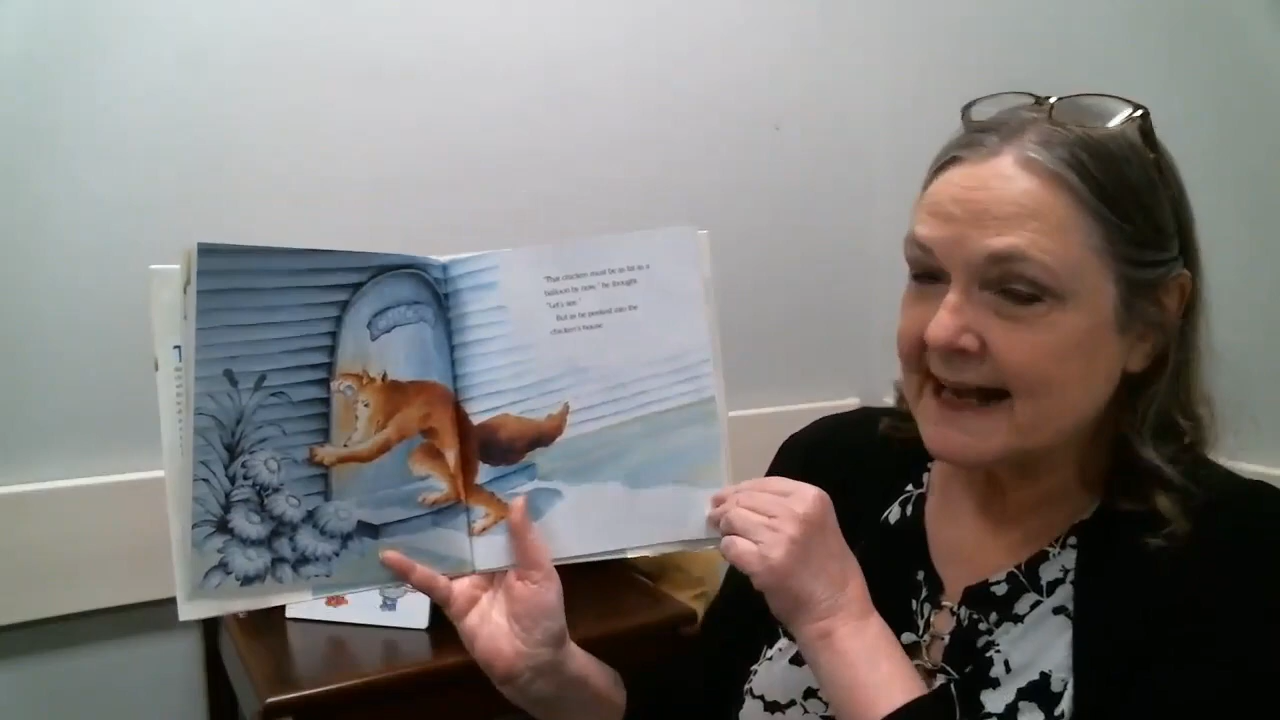 "That chicken must be as fat as a
balloon by now," he thought.
"Let's see."
But as he peeked into the
chicken's house